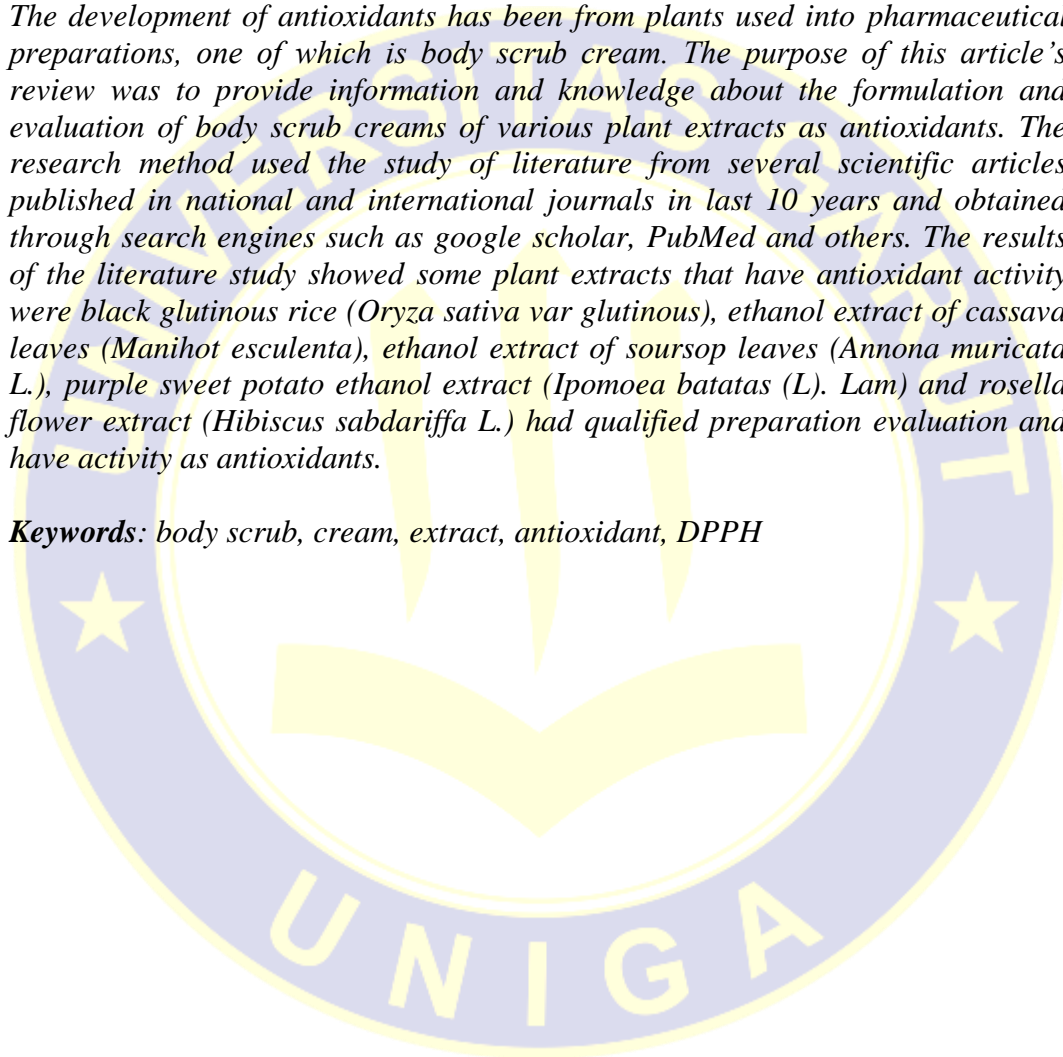 The development of antioxidants has been from plants used into pharmaceutical
preparations, one of which is body scrub cream. The purpose of this article's
review was to provide information and knowledge about the formulation and
evaluation of body scrub creams of various plant extracts as antioxidants. The
research method used the study of literature from several scientific articles
published in national and international journals in last 10 years and obtained
through search engines such as google scholar, PubMed and others. The results
of the literature study showed some plant extracts that have antioxidant activity
were black glutinous rice (Oryza sativa var glutinous), ethanol extract of cassava
leaves (Manihot esculenta), ethanol extract of soursop leaves (Annona muricata
L.), purple sweet potato ethanol extract (Ipomoea batatas (L). Lam) and rosella
flower extract (Hibiscus sabdariffa L.) had qualified preparation evaluation and
have activity as antioxidants.
Keywords: body scrub, cream, extract, antioxidant, DPPH
UNIVERSITAS GARUT
UNIGA